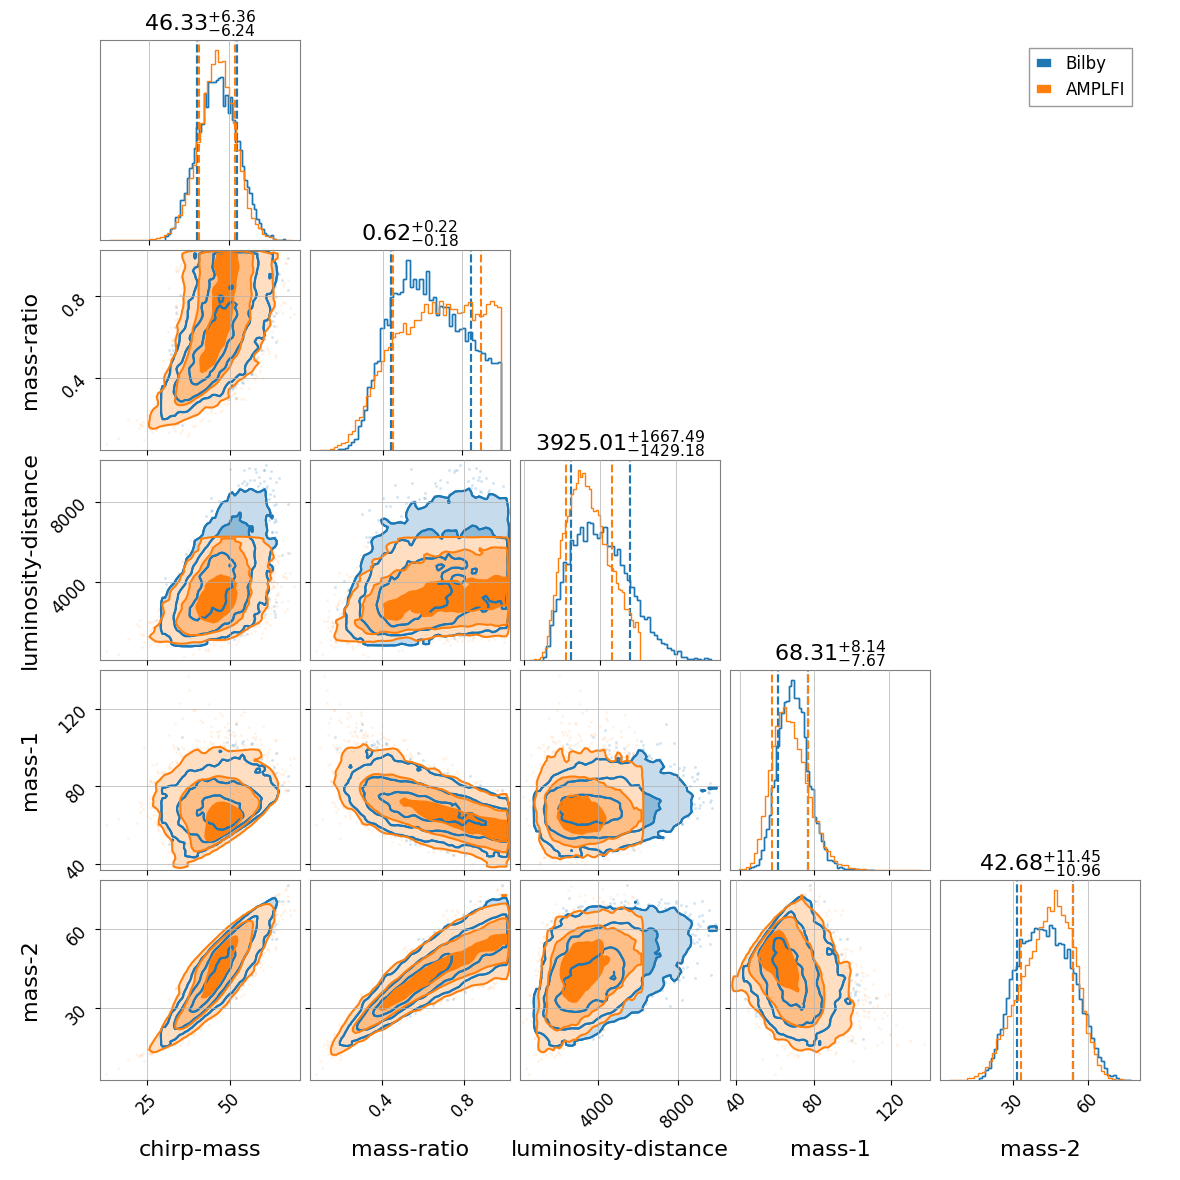 46.33+6.36−6.24
Bilby
AMPLFI
0.62+0.22−0.18
mass-ratio
0.8
0.4
3925.01+1667.49−1429.18
luminosity-distance
8000
4000
68.31+8.14−7.67
mass-1
120
80
40
42.68+11.45−10.96
mass-2
60
30
25 50 0.4 0.8 4000 8000 40 80 120 30 60
chirp-mass mass-ratio luminosity-distance mass-1 mass-2